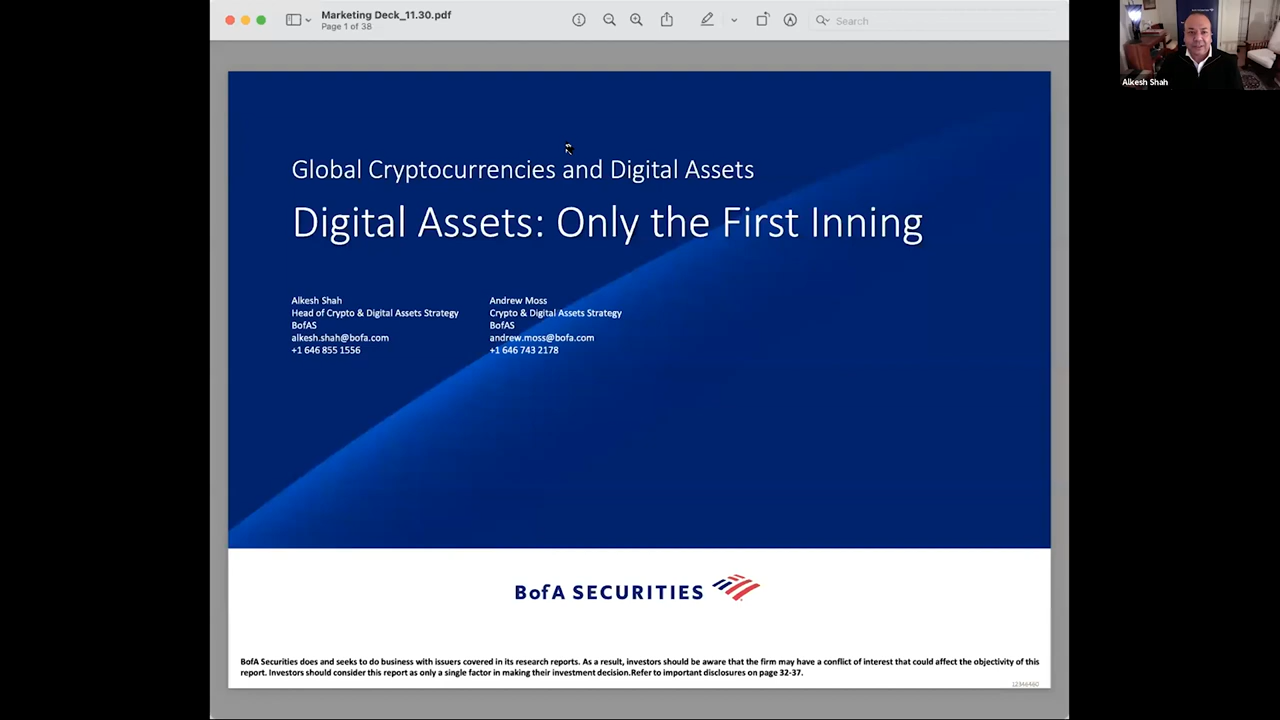 Marketing Deck_11.30.pdf
Page 1 of 38
Search
Alkesh Shah
Global Cryptocurrencies and Digital Assets
Digital Assets: Only the First Inning
Alkesh Shah
Head of Crypto & Digital Assets Strategy
BofAS
alkesh.shah@bofa.com
+1 646 855 1556
Andrew Moss
Crypto & Digital Assets Strategy
BofAS
andrew.moss@bofa.com
+1 646 743 2178
BofA SECURITIES
BofA Securities does and seeks to do business with issuers covered in its research reports. As a result, investors should be aware that the firm may have a conflict of interest that could affect the objectivity of this
report. Investors should consider this report as only a single factor in making their investment decision.Refer to important disclosures on page 32-37.